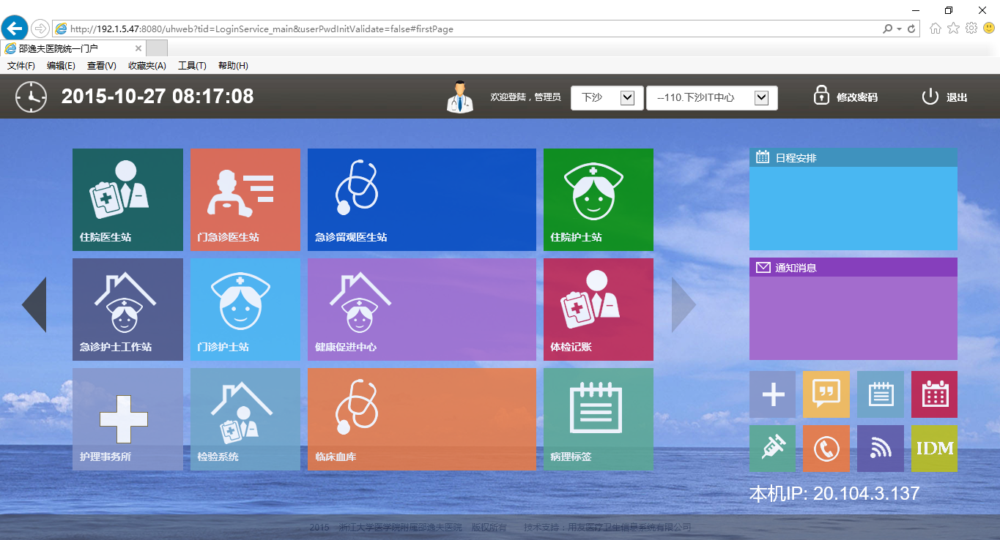 http://192.1.5.47:8080/uhweb?tid=LoginService_main&userPwdInitValidate=false#firstPage
邵逸夫医院统一门户
文件(F) 编辑(E) 查看(V) 收藏夹(A) 工具(T) 帮助(H)
2015-10-27 08:17:08 欢迎登陆，管理员 下沙 --110.下沙IT中心 修改密码 退出
住院医生站 门急诊医生站 急诊留观医生站 住院护士站
日程安排
急诊护士工作站 门诊护士站 健康促进中心 体检记账
通知消息
护理事务所 检验系统 临床血库 病理标签
IDM
本机IP: 20.104.3.137
2015 浙江大学医学院附属邵逸夫医院 版权所有 技术支持：用友医疗卫生信息系统有限公司